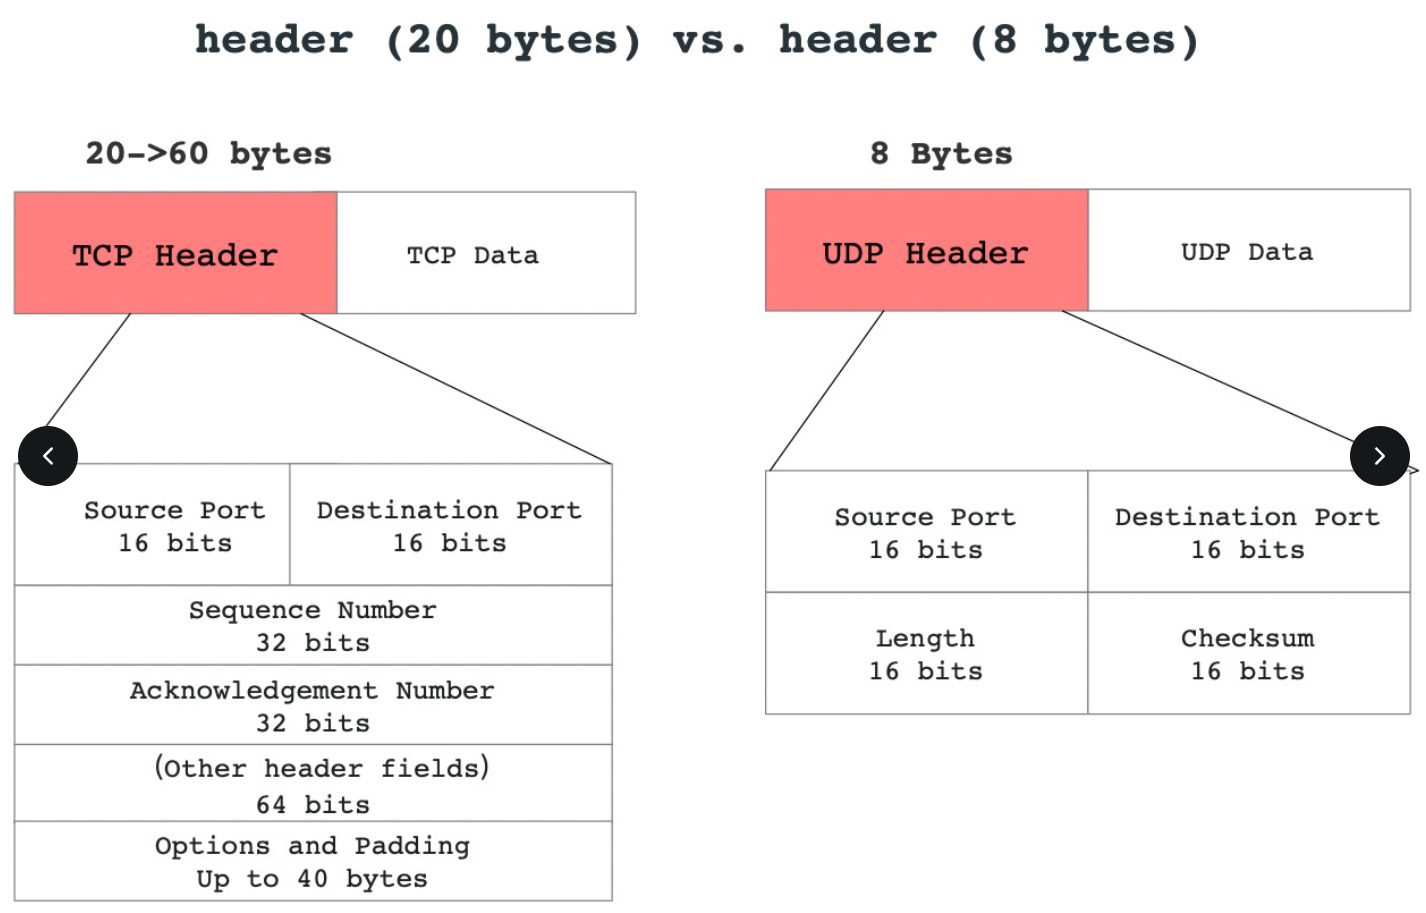 header (20 bytes) vs. header (8 bytes)
20->60 bytes
TCP Header
TCP Data
Source Port
16 bits
Destination Port
16 bits
Sequence Number
32 bits
Acknowledgement Number
32 bits
(Other header fields)
64 bits
Options and Padding
Up to 40 bytes
8 Bytes
UDP Header
UDP Data
Source Port
16 bits
Destination Port
16 bits
Length
16 bits
Checksum
16 bits